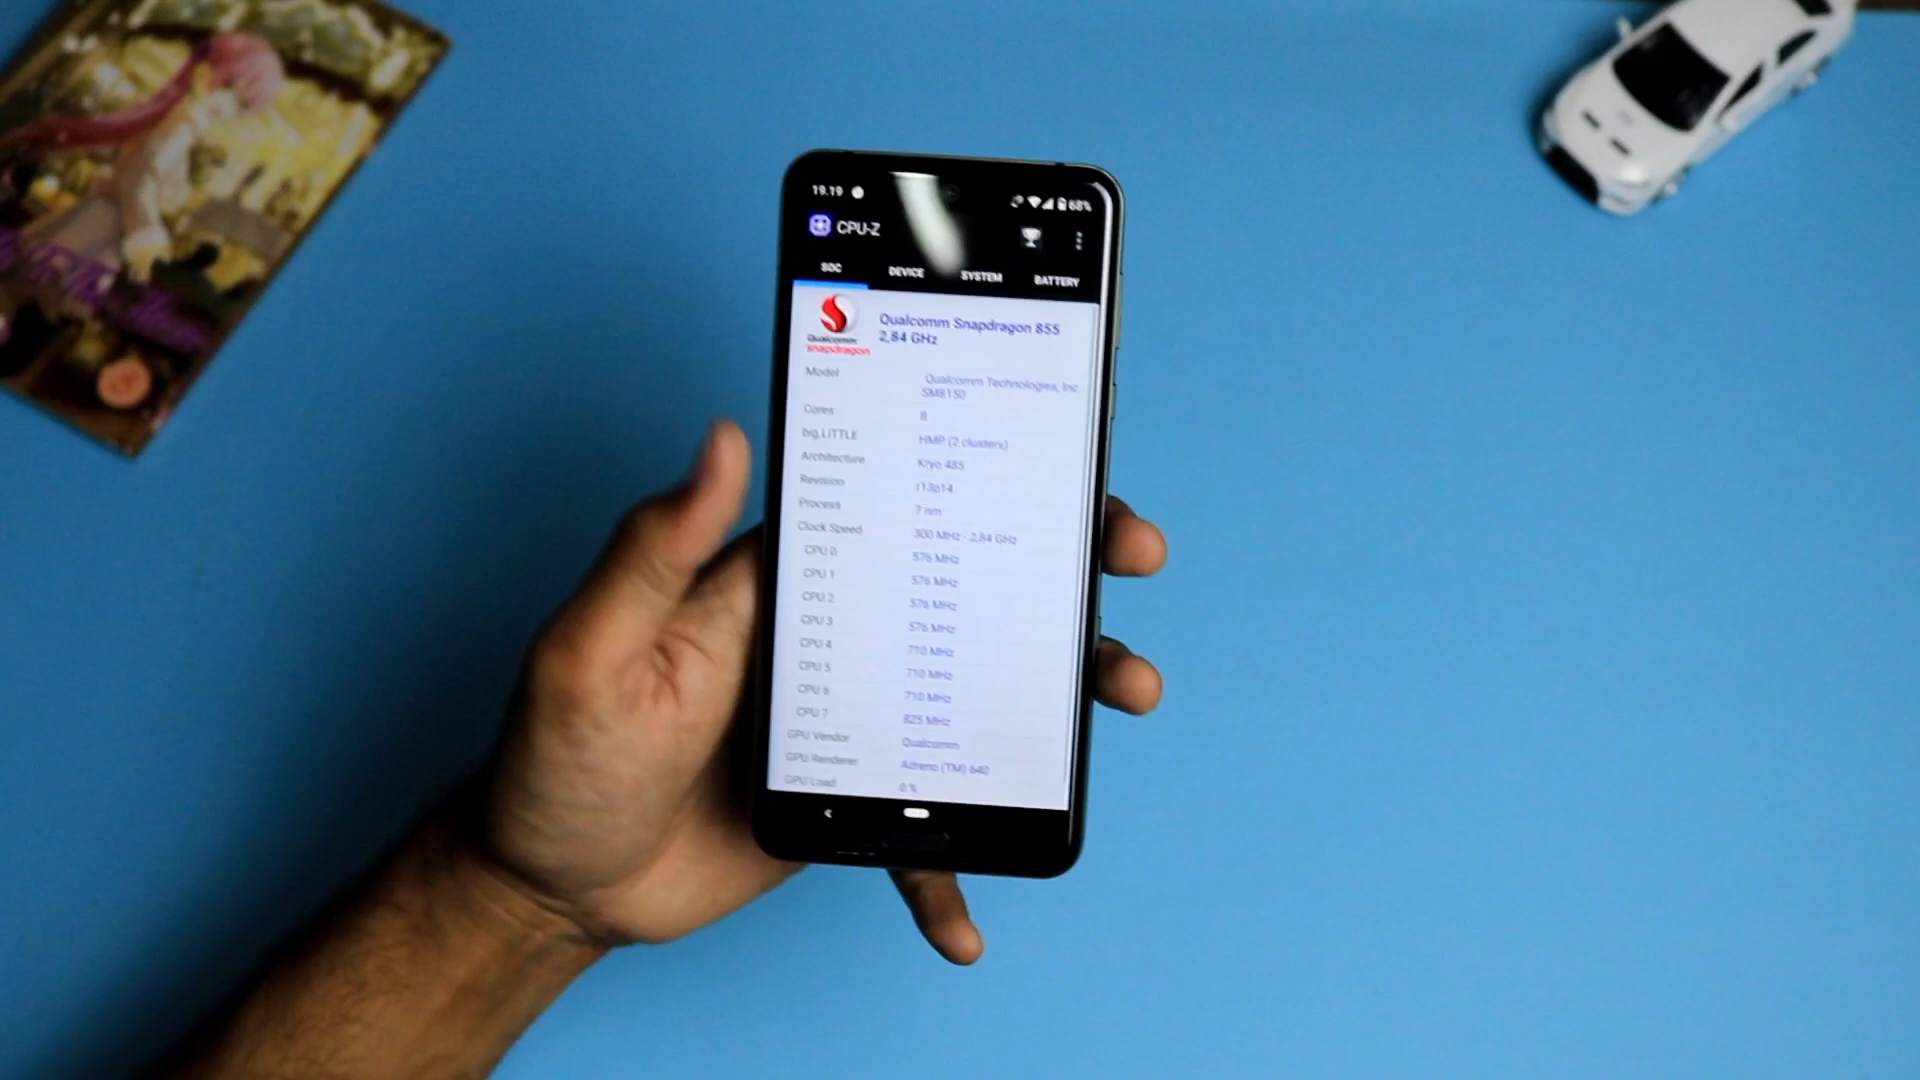 19.19
68%
CPU-Z
SOC DEVICE SYSTEM BATTERY
Qualcomm Snapdragon 855
2,84 GHz
Qualcomm
snapdragon
Model Qualcomm Technologies, Inc
SM8150
Cores 8
big.LITTLE HMP (2 clusters)
Architecture Kryo 485
Revision r13p14
Process 7 nm
Clock Speed 300 MHz - 2,84 GHz
CPU 0 576 MHz
CPU 1 576 MHz
CPU 2 576 MHz
CPU 3 576 MHz
CPU 4 710 MHz
CPU 5 710 MHz
CPU 6 710 MHz
CPU 7 825 MHz
GPU Vendor Qualcomm
GPU Renderer Adreno (TM) 640
GPU Load 0 %